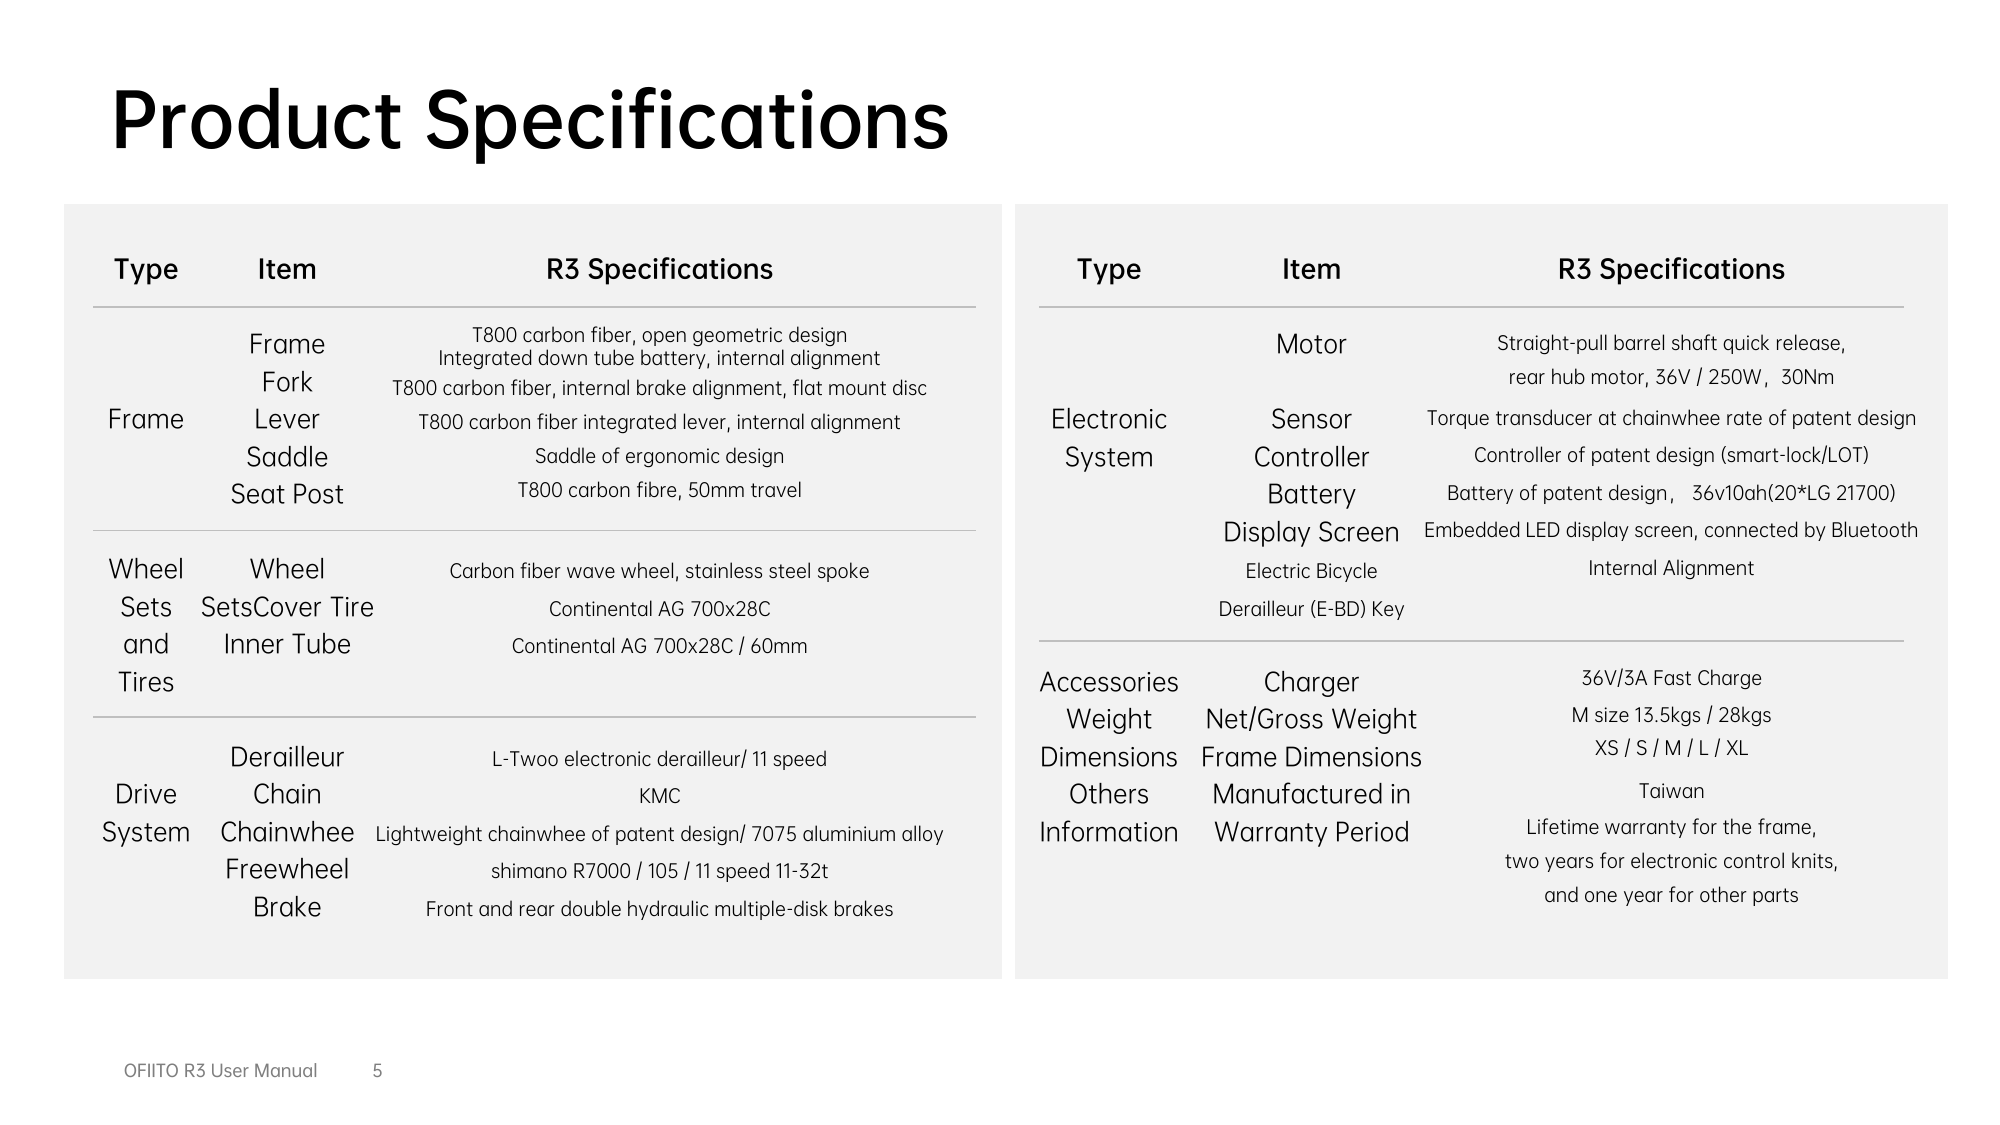 Product Specifications
Type Item R3 Specifications
Frame T800 carbon fiber, open geometric design
Integrated down tube battery, internal alignment
Fork T800 carbon fiber, internal brake alignment, flat mount disc
Frame Lever T800 carbon fiber integrated lever, internal alignment
Saddle Saddle of ergonomic design
Seat Post T800 carbon fibre, 50mm travel
Wheel Wheel Carbon fiber wave wheel, stainless steel spoke
Sets SetsCover Tire Continental AG 700x28C
and Inner Tube Continental AG 700x28C / 60mm
Tires
Derailleur L-Twoo electronic derailleur/ 11 speed
Drive Chain KMC
System Chainwhee Lightweight chainwhee of patent design/ 7075 aluminium alloy
Freewheel shimano R7000 / 105 / 11 speed 11-32t
Brake Front and rear double hydraulic multiple-disk brakes
Type Item R3 Specifications
Motor Straight-pull barrel shaft quick release,
rear hub motor, 36V / 250W, 30Nm
Electronic Sensor Torque transducer at chainwhee rate of patent design
System Controller Controller of patent design (smart-lock/LOT)
Battery Battery of patent design, 36v10ah(20*LG 21700)
Display Screen Embedded LED display screen, connected by Bluetooth
Electric Bicycle Internal Alignment
Derailleur (E-BD) Key
Accessories Charger 36V/3A Fast Charge
Weight Net/Gross Weight M size 13.5kgs / 28kgs
Dimensions Frame Dimensions XS / S / M / L / XL
Others Manufactured in Taiwan
Information Warranty Period Lifetime warranty for the frame,
two years for electronic control knits,
and one year for other parts
OFIITO R3 User Manual 5